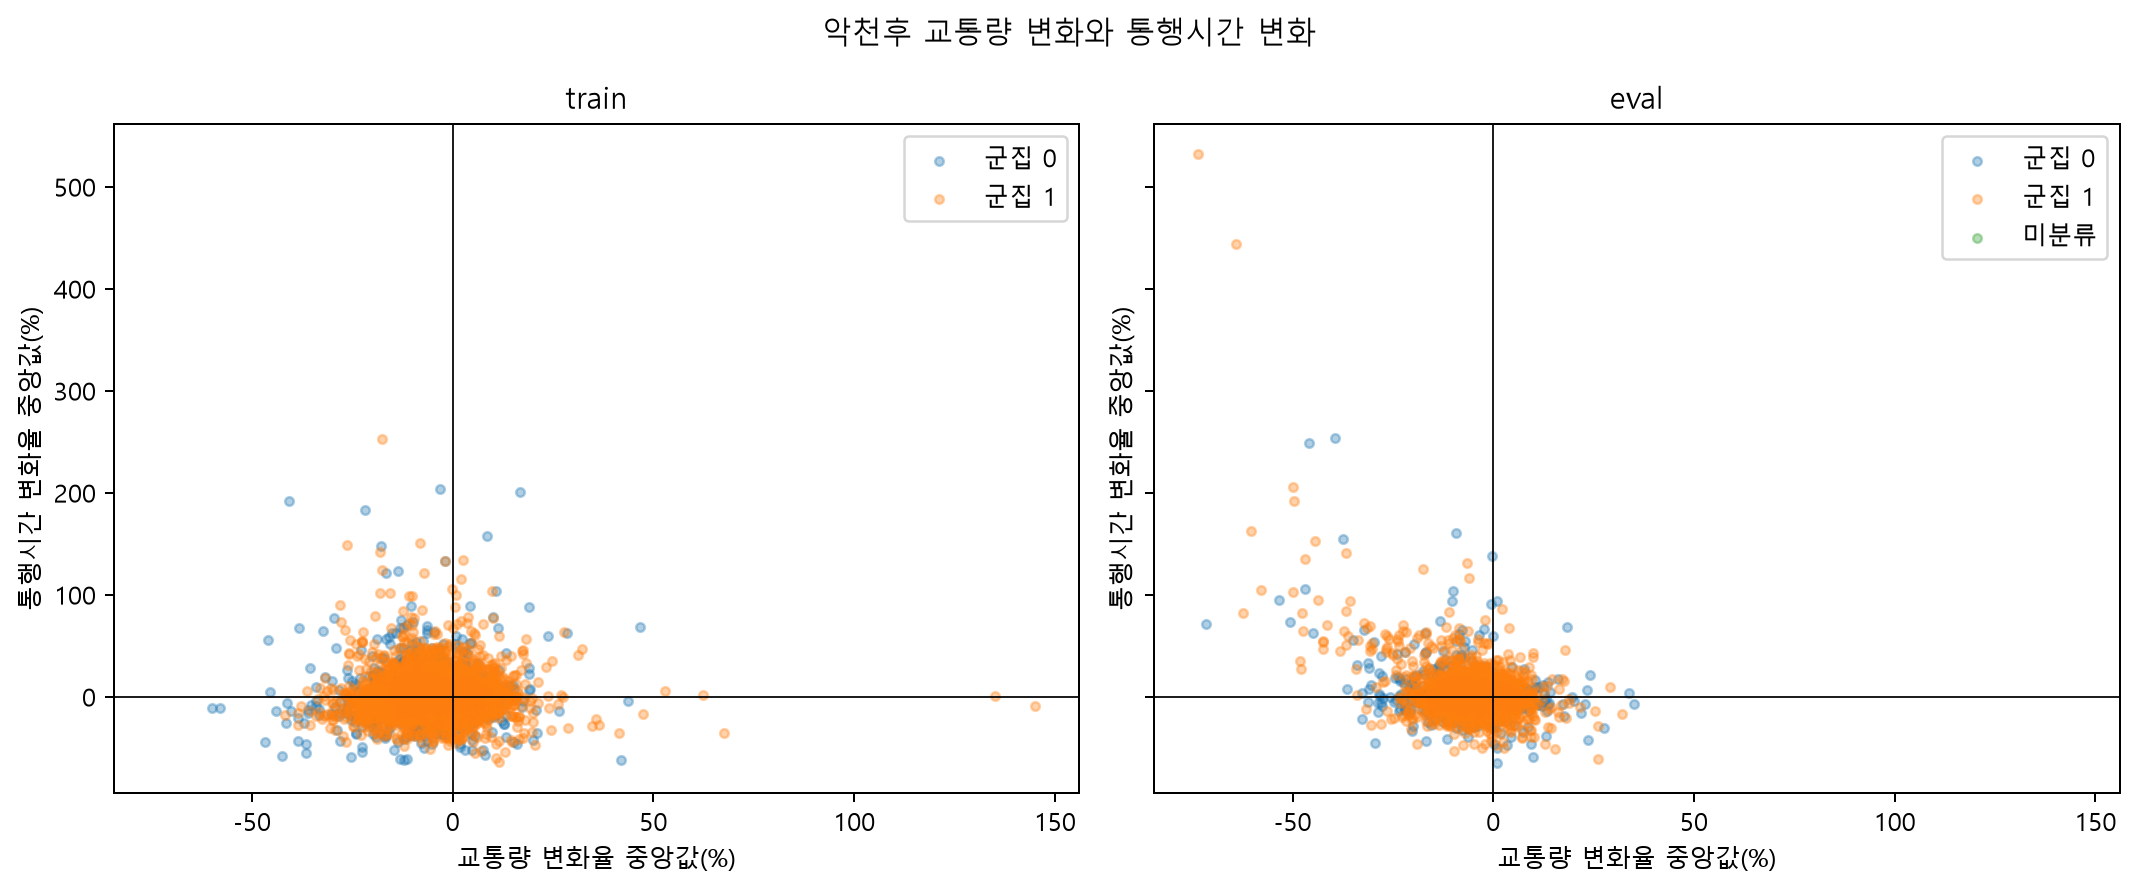 악천후 교통량 변화와 통행시간 변화
train
통행시간 변화율 중앙값(%)
500
400
300
200
100
0
군집 0
군집 1
-50
0
50
100
150
교통량 변화율 중앙값(%)
eval
통행시간 변화율 중앙값(%)
군집 0
군집 1
미분류
-50
0
50
100
150
교통량 변화율 중앙값(%)